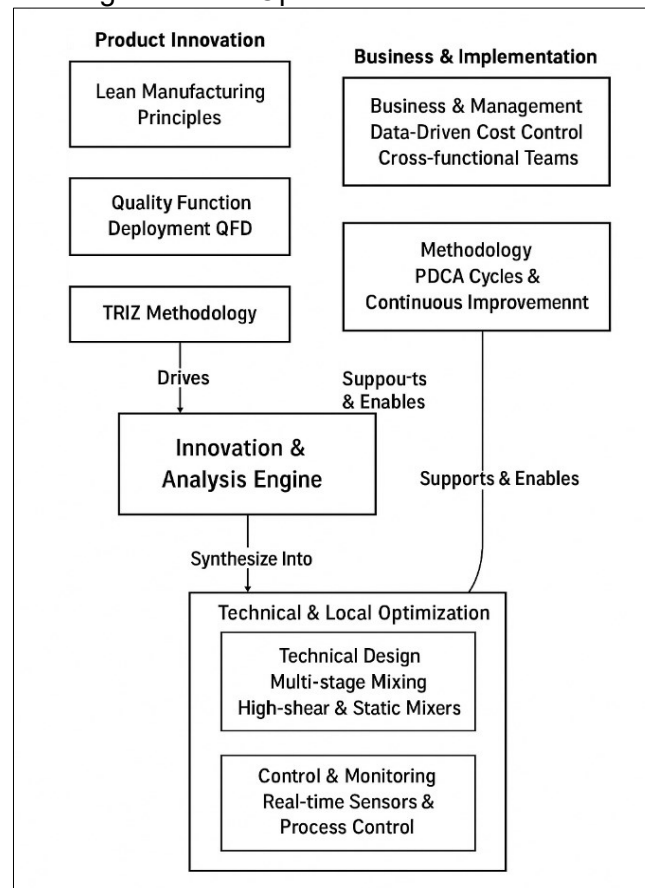 Product Innovation
Lean Manufacturing
Principles
Quality Function
Deployment QFD
TRIZ Methodology
Drives
Business & Implementation
Business & Management
Data-Driven Cost Control
Cross-functional Teams
Methodology
PDCA Cycles &
Continuous Improvemennt
Suppou-ts
& Enables
Innovation &
Analysis Engine
Supports & Enables
Synthesize Into
Technical & Local Optimization
Technical Design
Multi-stage Mixing
High-shear & Static Mixers
Control & Monitoring
Real-time Sensors &
Process Control